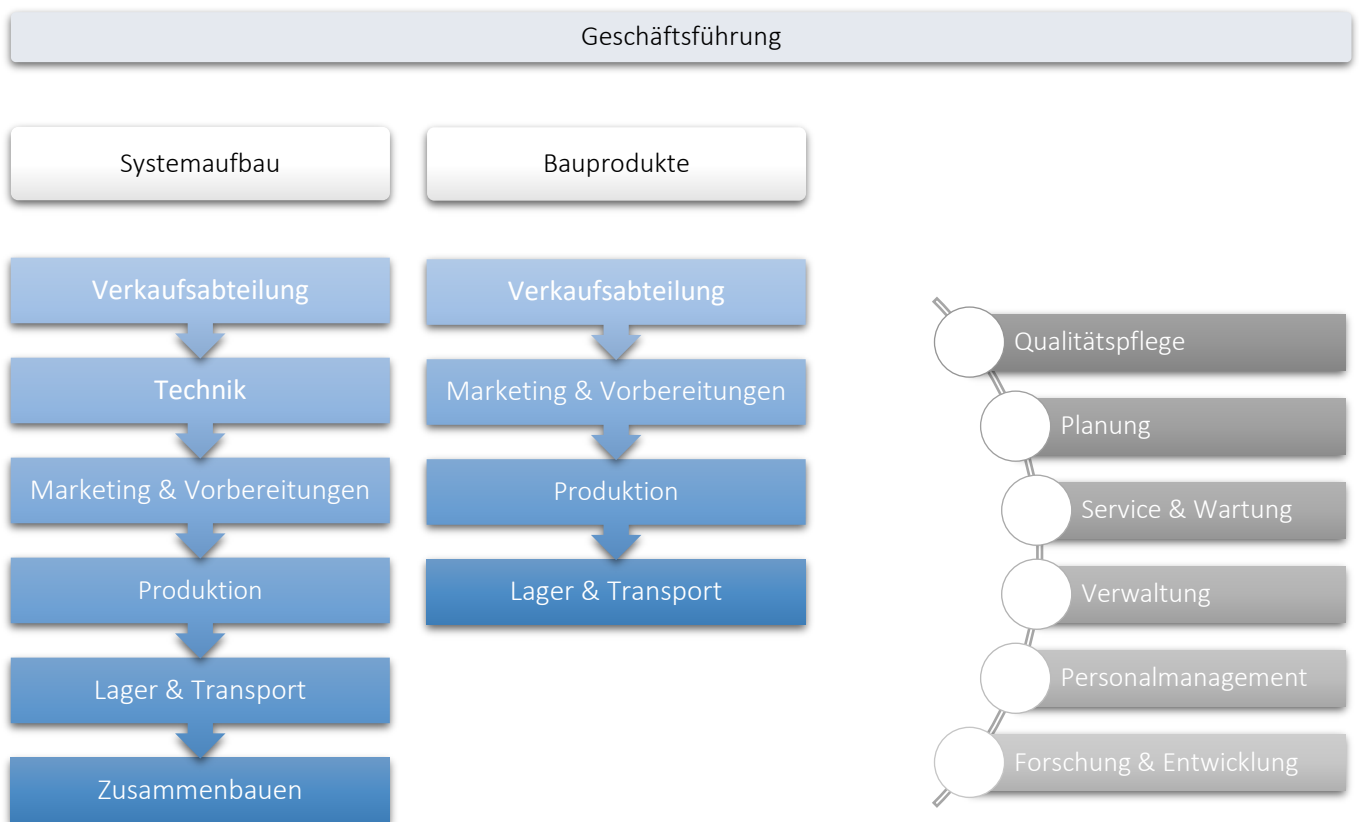 Geschäftsführung
Systemaufbau
Bauprodukte
Verkaufsabteilung
Technik
Marketing & Vorbereitungen
Produktion
Lager & Transport
Zusammenbauen
Verkaufsabteilung
Marketing & Vorbereitungen
Produktion
Lager & Transport
Qualitätspflege
Planung
Service & Wartung
Verwaltung
Personalmanagement
Forschung & Entwicklung